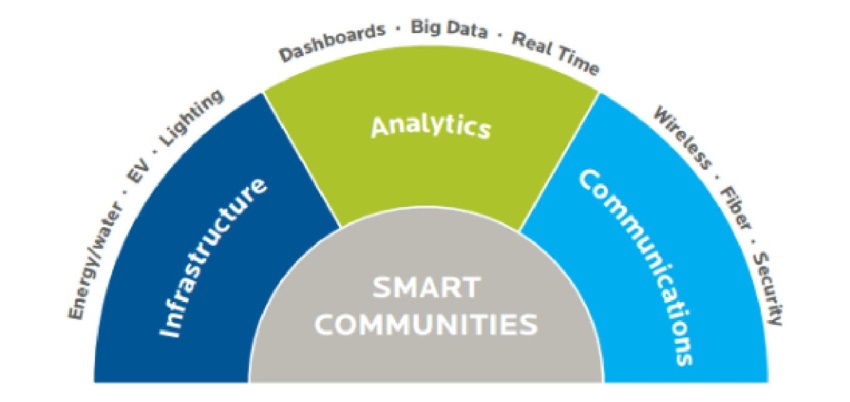 Dashboards · Big Data · Real Time
Energy/water · EV · Lighting
Wireless · Fiber · Security
Infrastructure
Analytics
Communications
SMART
COMMUNITIES